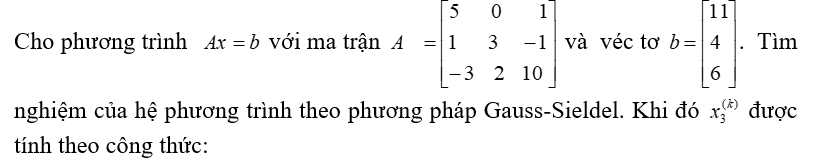 Cho phương trình Ax = b với ma trận A = [5 0 1; 1 3 −1; −3 2 10] và véc tơ b = [11; 4; 6]. Tìm
nghiệm của hệ phương trình theo phương pháp Gauss-Sieldel. Khi đó x₃⁽ᵏ⁾ được
tính theo công thức: